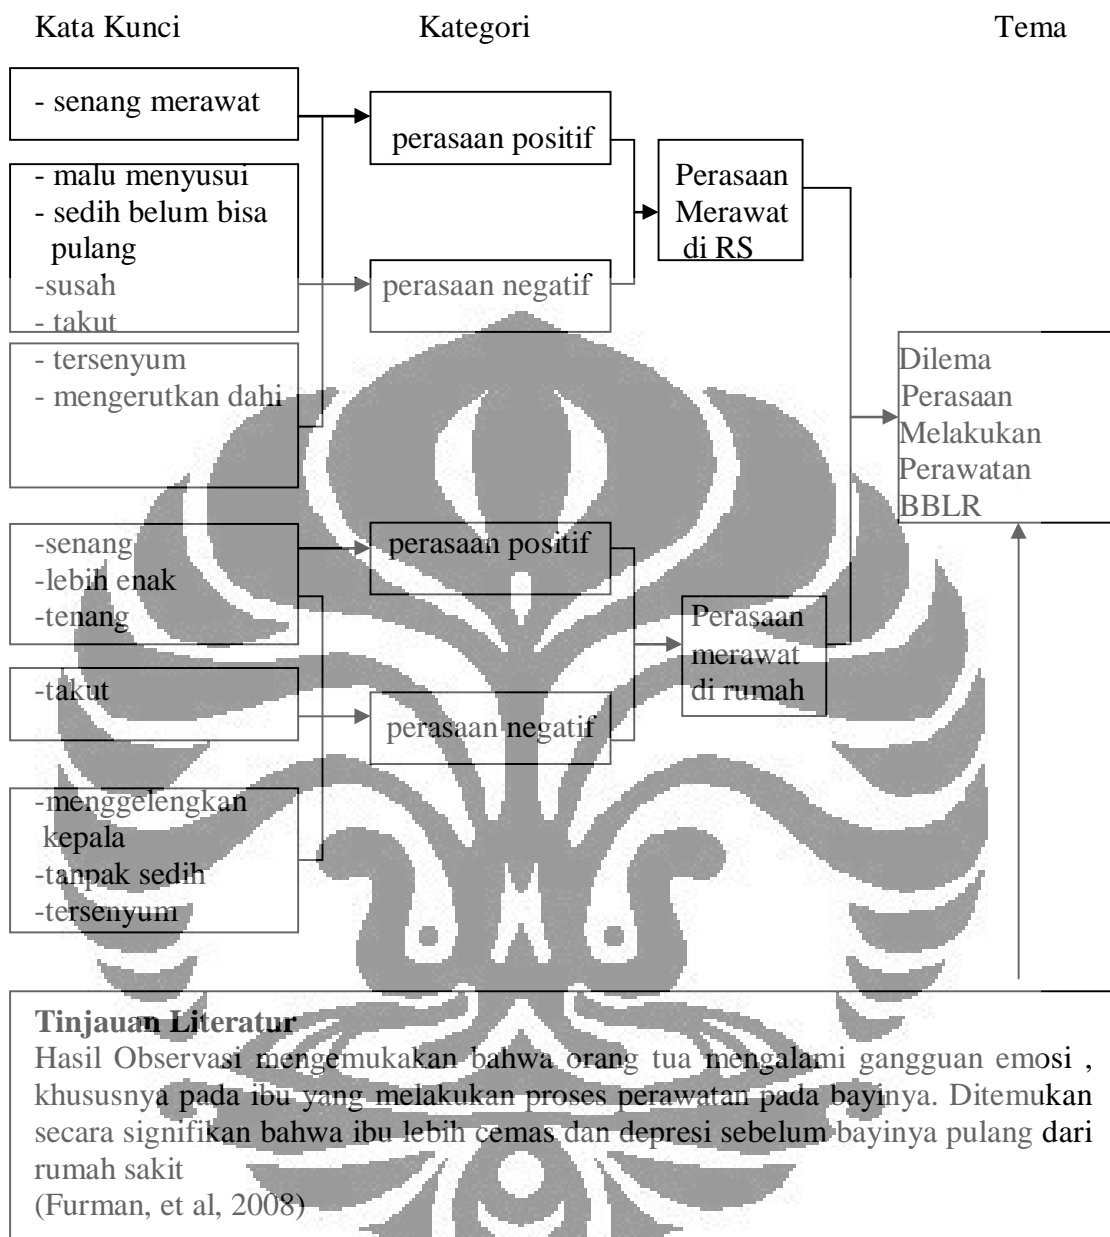 Kata Kunci Kategori Tema
- senang merawat
perasaan positif
- malu menyusui
- sedih belum bisa
pulang
-susah
- takut
perasaan negatif
Perasaan
Merawat
di RS
- tersenyum
- mengerutkan dahi
Dilema
Perasaan
Melakukan
Perawatan
BBLR
-senang
-lebih enak
-tenang
perasaan positif
-takut
perasaan negatif
Perasaan
merawat
di rumah
-menggelengkan
kepala
-tanpak sedih
-tersenyum
Tinjauan Literatur
Hasil Observasi mengemukakan bahwa orang tua mengalami gangguan emosi ,
khususnya pada ibu yang melakukan proses perawatan pada bayinya. Ditemukan
secara signifikan bahwa ibu lebih cemas dan depresi sebelum bayinya pulang dari
rumah sakit
(Furman, et al, 2008)